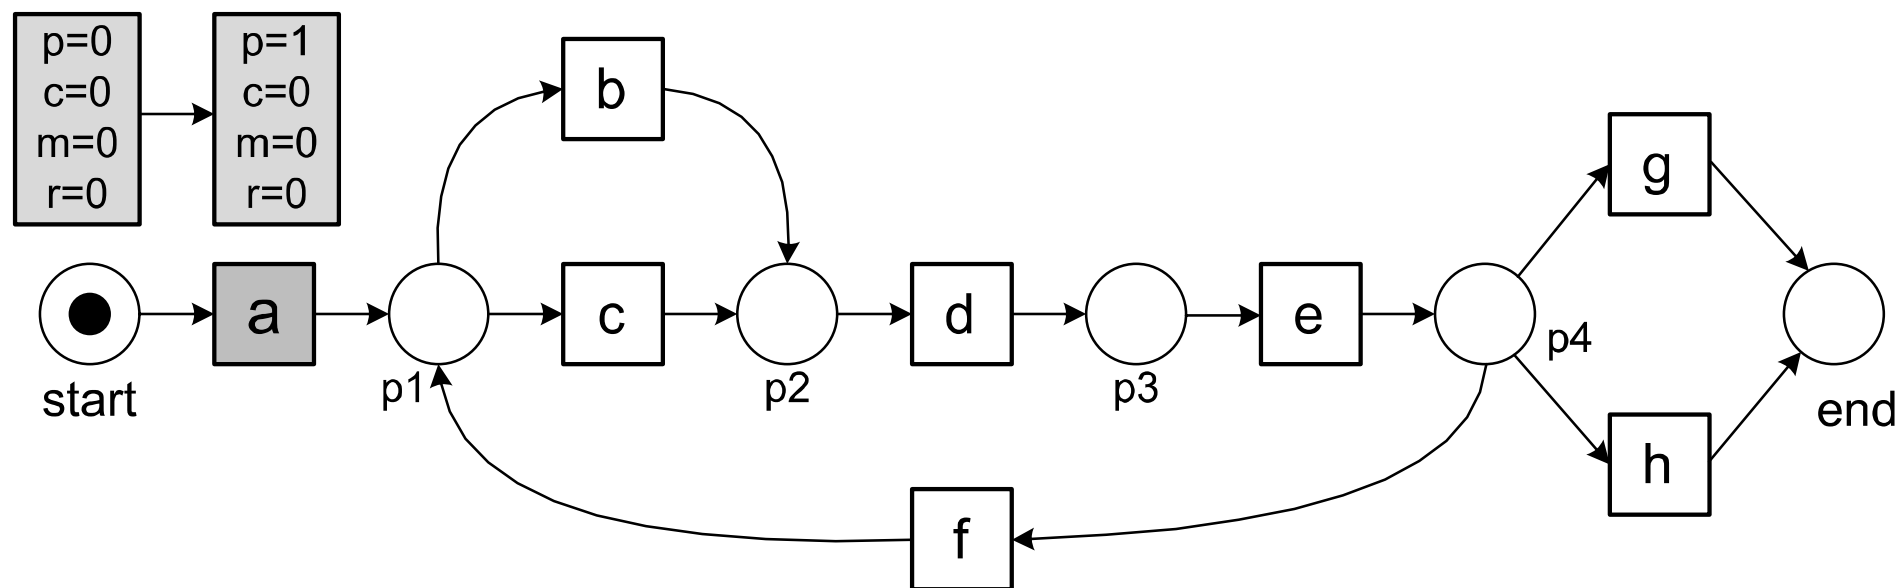 p=0
c=0
m=0
r=0
p=1
c=0
m=0
r=0
b
g
a
c
d
e
p4
start
p1
p2
p3
end
h
f